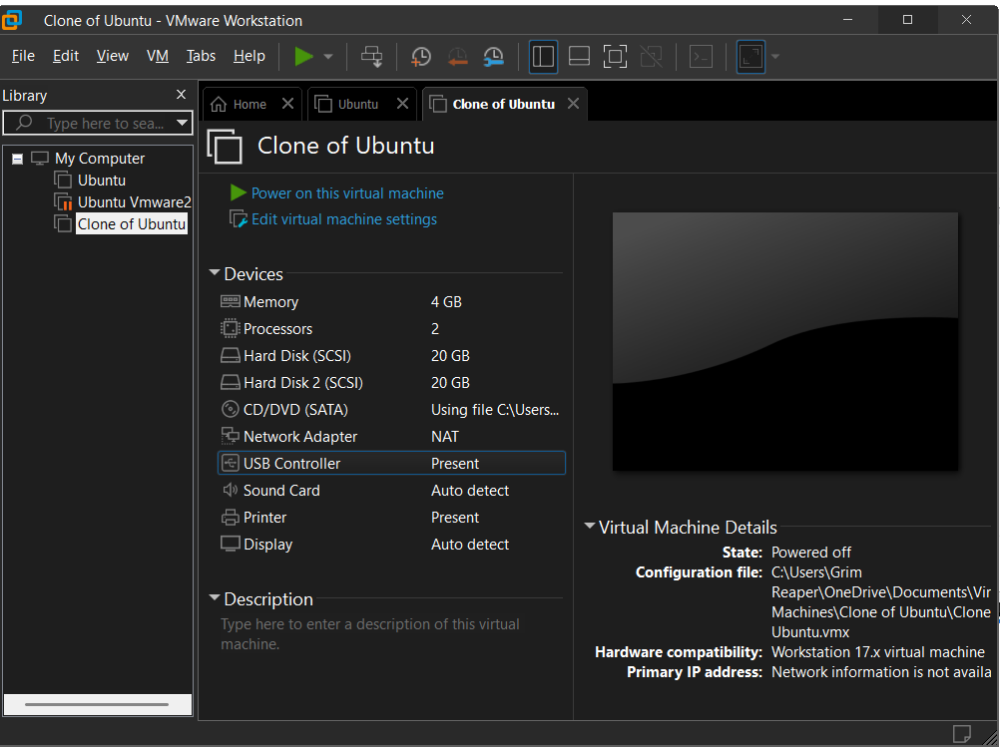 Clone of Ubuntu - VMware Workstation
File Edit View VM Tabs Help
Library
Type here to sea...
My Computer
Ubuntu
Ubuntu Vmware2
Clone of Ubuntu
Home Ubuntu Clone of Ubuntu
Clone of Ubuntu
Power on this virtual machine
Edit virtual machine settings
Devices
Memory 4 GB
Processors 2
Hard Disk (SCSI) 20 GB
Hard Disk 2 (SCSI) 20 GB
CD/DVD (SATA) Using file C:\Users...
Network Adapter NAT
USB Controller Present
Sound Card Auto detect
Printer Present
Display Auto detect
Description
Type here to enter a description of this virtual
machine.
Virtual Machine Details
State: Powered off
Configuration file: C:\Users\Grim
Reaper\OneDrive\Documents\Vir
Machines\Clone of Ubuntu\Clone
Ubuntu.vmx
Hardware compatibility: Workstation 17.x virtual machine
Primary IP address: Network information is not availa